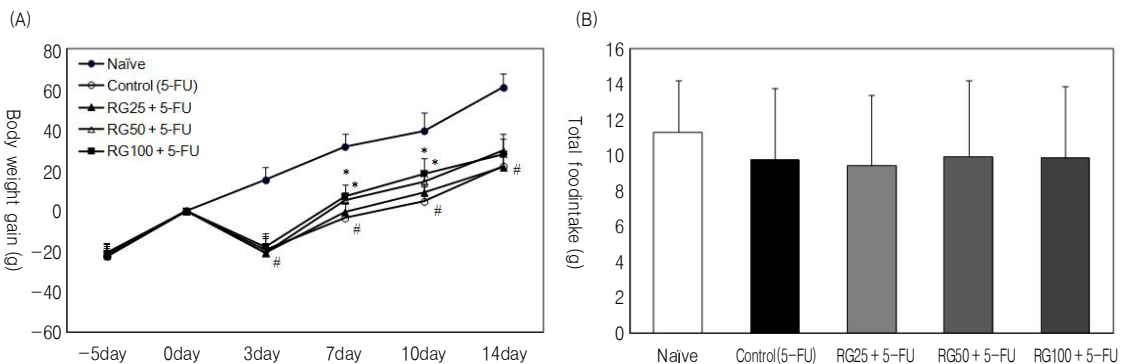 (A)
80
60
40
20
0
−20
−40
−60
Body weight gain (g)
Naïve
Control (5-FU)
RG25 + 5-FU
RG50 + 5-FU
RG100 + 5-FU
*
*
*
*
#
#
#
#
−5day 0day 3day 7day 10day 14day
(B)
16
14
12
10
8
6
4
2
0
Total foodintake (g)
Naïve Control(5-FU) RG25 + 5-FU RG50 + 5-FU RG100 + 5-FU